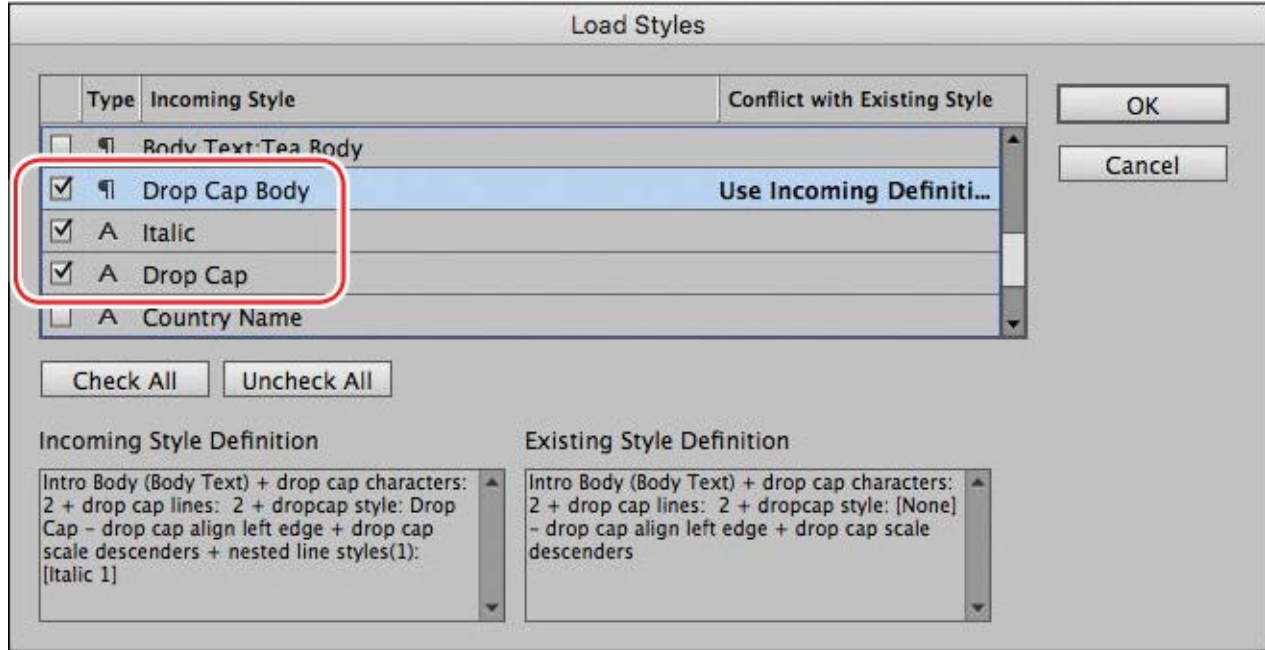 Load Styles
Type Incoming Style Conflict with Existing Style
¶ Body Text:Tea Body
¶ Drop Cap Body Use Incoming Definiti...
A Italic
A Drop Cap
A Country Name
OK
Cancel
Check All Uncheck All
Incoming Style Definition
Intro Body (Body Text) + drop cap characters:
2 + drop cap lines: 2 + dropcap style: Drop
Cap – drop cap align left edge + drop cap
scale descenders + nested line styles(1):
[Italic 1]
Existing Style Definition
Intro Body (Body Text) + drop cap characters:
2 + drop cap lines: 2 + dropcap style: [None]
– drop cap align left edge + drop cap scale
descenders